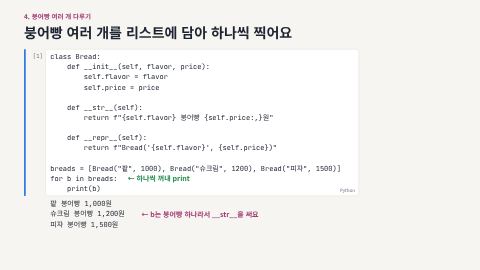 4. 붕어빵 여러 개 다루기
붕어빵 여러 개를 리스트에 담아 하나씩 찍어요
[1]
class Bread:
    def __init__(self, flavor, price):
        self.flavor = flavor
        self.price = price
    def __str__(self):
        return f"{self.flavor} 붕어빵 {self.price:,}원"
    def __repr__(self):
        return f"Bread('{self.flavor}', {self.price})"
breads = [Bread("팥", 1000), Bread("슈크림", 1200), Bread("피자", 1500)]
for b in breads: ← 하나씩 꺼내 print
    print(b)
Python
팥 붕어빵 1,000원
슈크림 붕어빵 1,200원 ← b는 붕어빵 하나라서 __str__을 써요
피자 붕어빵 1,500원